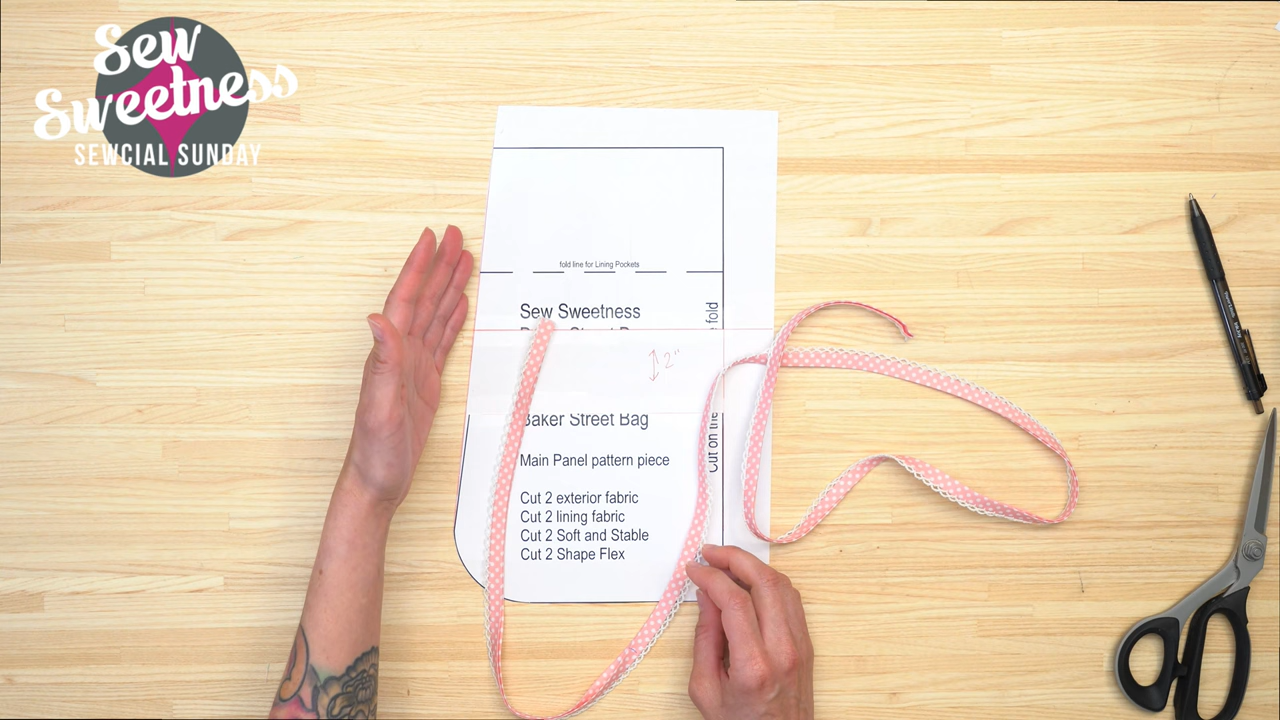 Sew
Sweetness
SEWCIAL SUNDAY
fold line for Lining Pockets
Sew Sweetness
fold
2"
Baker Street Bag
Cut on the
Main Panel pattern piece
Cut 2 exterior fabric
Cut 2 lining fabric
Cut 2 Soft and Stable
Cut 2 Shape Flex